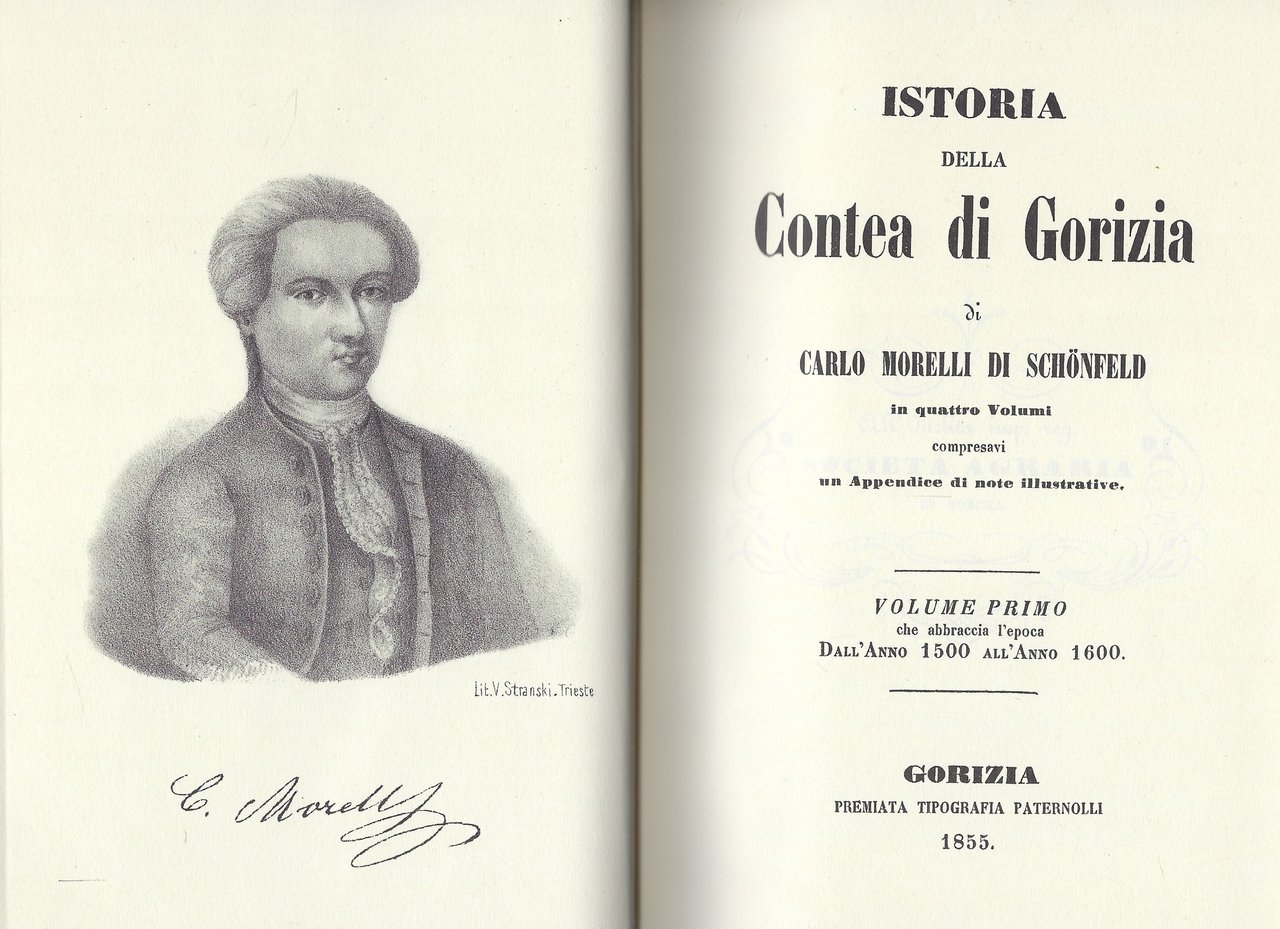 Lit. V. Stranski. Trieste
C. Morelli
ISTORIA
DELLA
Contea di Gorizia
di
CARLO MORELLI DI SCHÖNFELD
in quattro Volumi
compresavi
un Appendice di note illustrative.
SOCIETA AGRARIA
VOLUME PRIMO
che abbraccia l'epoca
DALL'ANNO 1500 ALL'ANNO 1600.
GORIZIA
PREMIATA TIPOGRAFIA PATERNOLLI
1855.